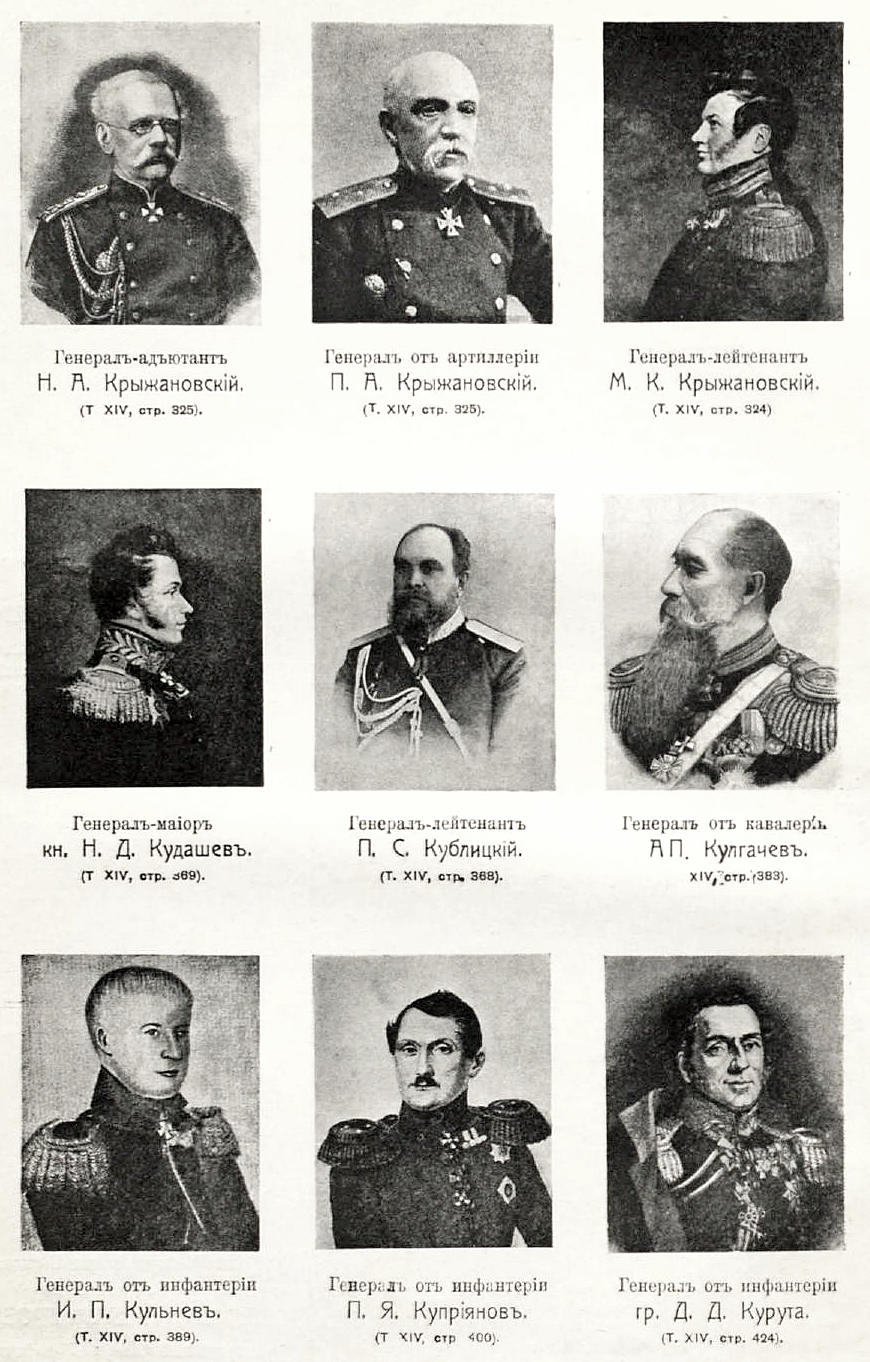 Генералъ-адъютантъ
Н. А. Крыжановскій.
(Т XIV, стр. 325).
Генералъ отъ артиллеріи
П. А. Крыжановскій.
(Т. XIV, стр. 325).
Генералъ-лейтенантъ
М. К. Крыжановскій.
(Т. XIV, стр. 324)
Генералъ-маіоръ
кн. Н. Д. Кудашевъ.
(Т XIV, стр. 369).
Генералъ-лейтенантъ
П. С. Кублицкій.
(Т. XIV, стр. 368).
Генералъ отъ
А П. Кулгачевъ.
XIV, стр. 383).
Генералъ отъ инфантеріи
И. П. Кульневъ.
(Т. XIV, стр. 389).
Генералъ отъ инфантеріи
П. Я. Купріяновъ.
(Т XIV, стр 400).
Генералъ отъ инфантеріи
гр. Д. Д. Курута.
(Т. XIV, стр. 424).